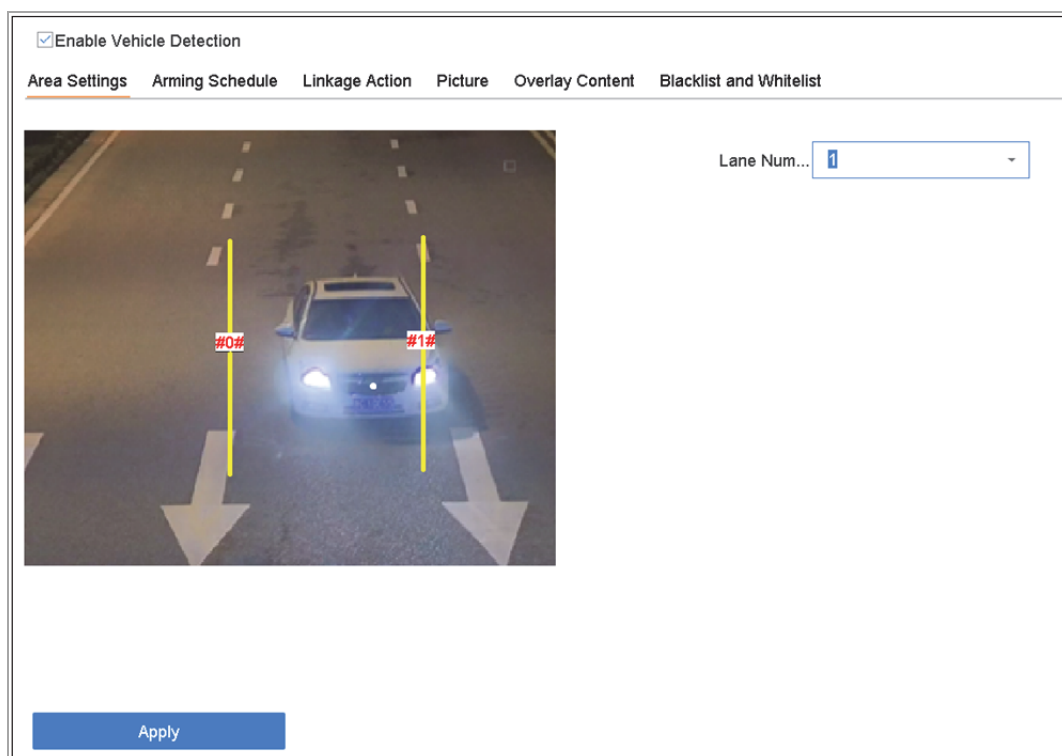 Enable Vehicle Detection
Area Settings Arming Schedule Linkage Action Picture Overlay Content Blacklist and Whitelist
Lane Num... 1
#0# #1#
Apply